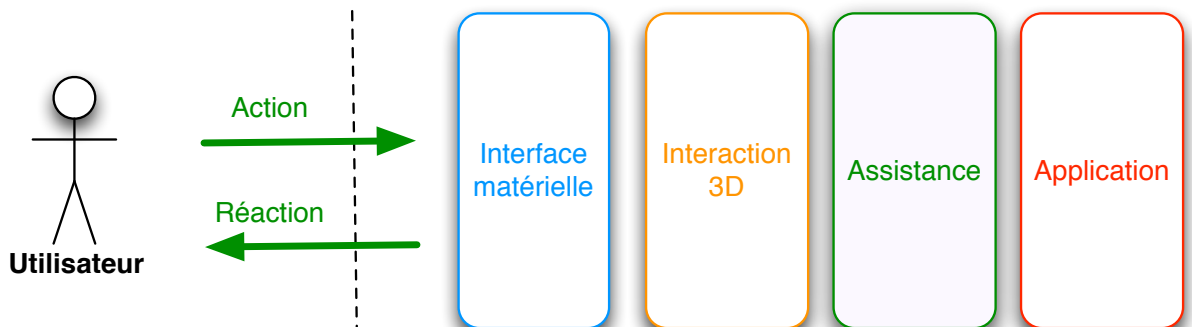 Action
Réaction
Utilisateur
Interface
matérielle
Interaction
3D
Assistance
Application